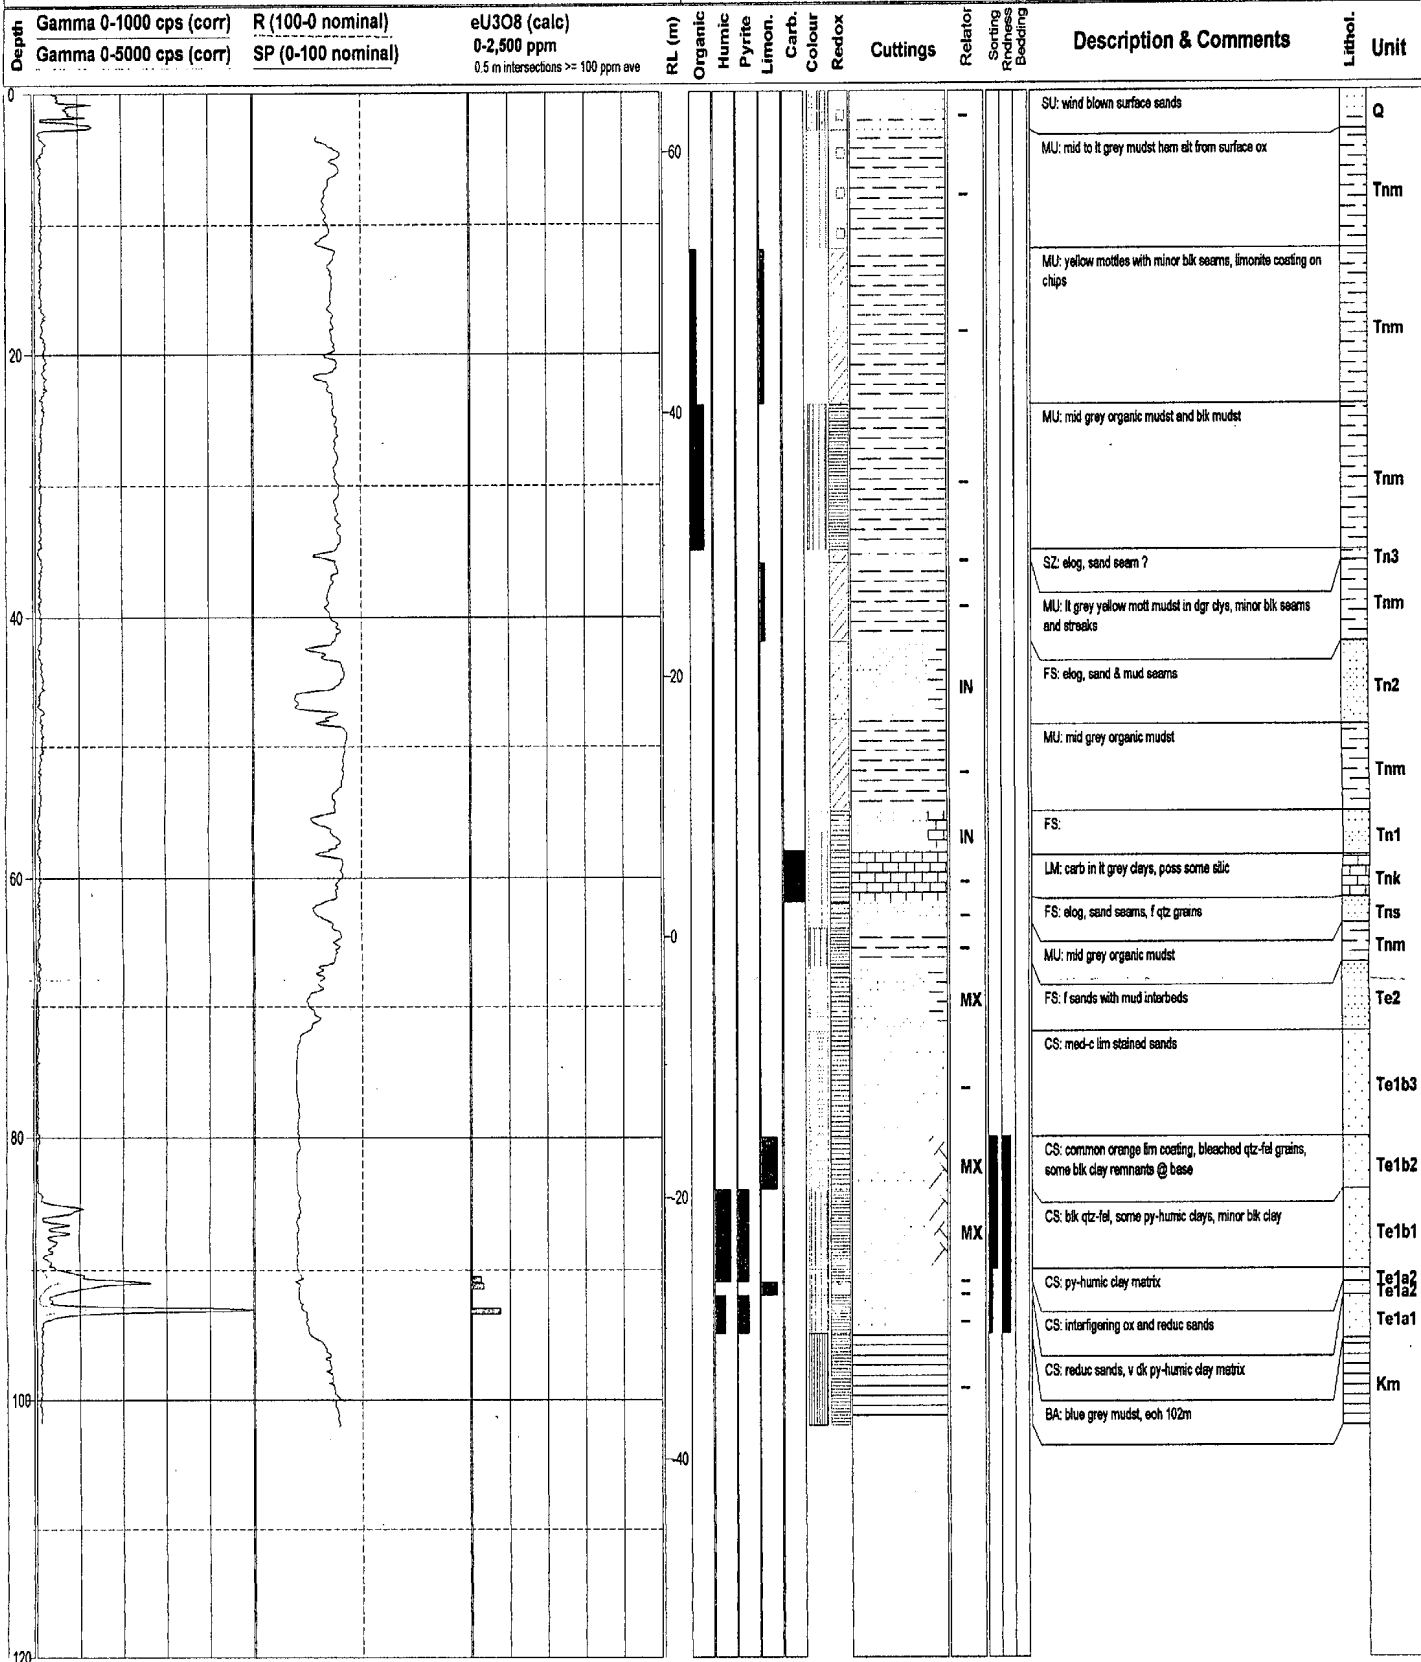 Depth
Gamma 0-1000 cps (corr)
Gamma 0-5000 cps (corr)
R (100-0 nominal)
SP (0-100 nominal)
eU3O8 (calc)
0-2,500 ppm
0.5 m intersections >= 100 ppm ave
RL (m)
Organic
Humic
Pyrite
Limon.
Carb.
Colour
Redox
Cuttings
Relator
Sorting
Rndness
Bedding
Description & Comments
Lithol.
Unit
0
20
40
60
80
100
120
60
40
20
0
-20
-40
-
-
-
-
-
-
IN
-
IN
-
-
-
MX
-
MX
MX
-
-
-
-
SU: wind blown surface sands
MU: mid to lt grey mudst hem alt from surface ox
MU: yellow mottles with minor blk seams, limonite coating on
chips
MU: mid grey organic mudst and blk mudst
SZ: elog, sand seam ?
MU: lt grey yellow mott mudst in dgr clys, minor blk seams
and streaks
FS: elog, sand & mud seams
MU: mid grey organic mudst
FS:
LM: carb in lt grey clays, poss some silic
FS: elog, sand seams, f qtz grains
MU: mid grey organic mudst
FS: f sands with mud interbeds
CS: med-c lim stained sands
CS: common orange lim coating, bleached qtz-fel grains,
some blk clay remnants @ base
CS: blk qtz-fel, some py-humic clays, minor blk clay
CS: py-humic clay matrix
CS: interfigering ox and reduc sands
CS: reduc sands, v dk py-humic clay matrix
BA: blue grey mudst, eoh 102m
Q
Tnm
Tnm
Tnm
Tn3
Tnm
Tn2
Tnm
Tn1
Tnk
Tns
Tnm
Te2
Te1b3
Te1b2
Te1b1
Te1a2
Te1a2
Te1a1
Km